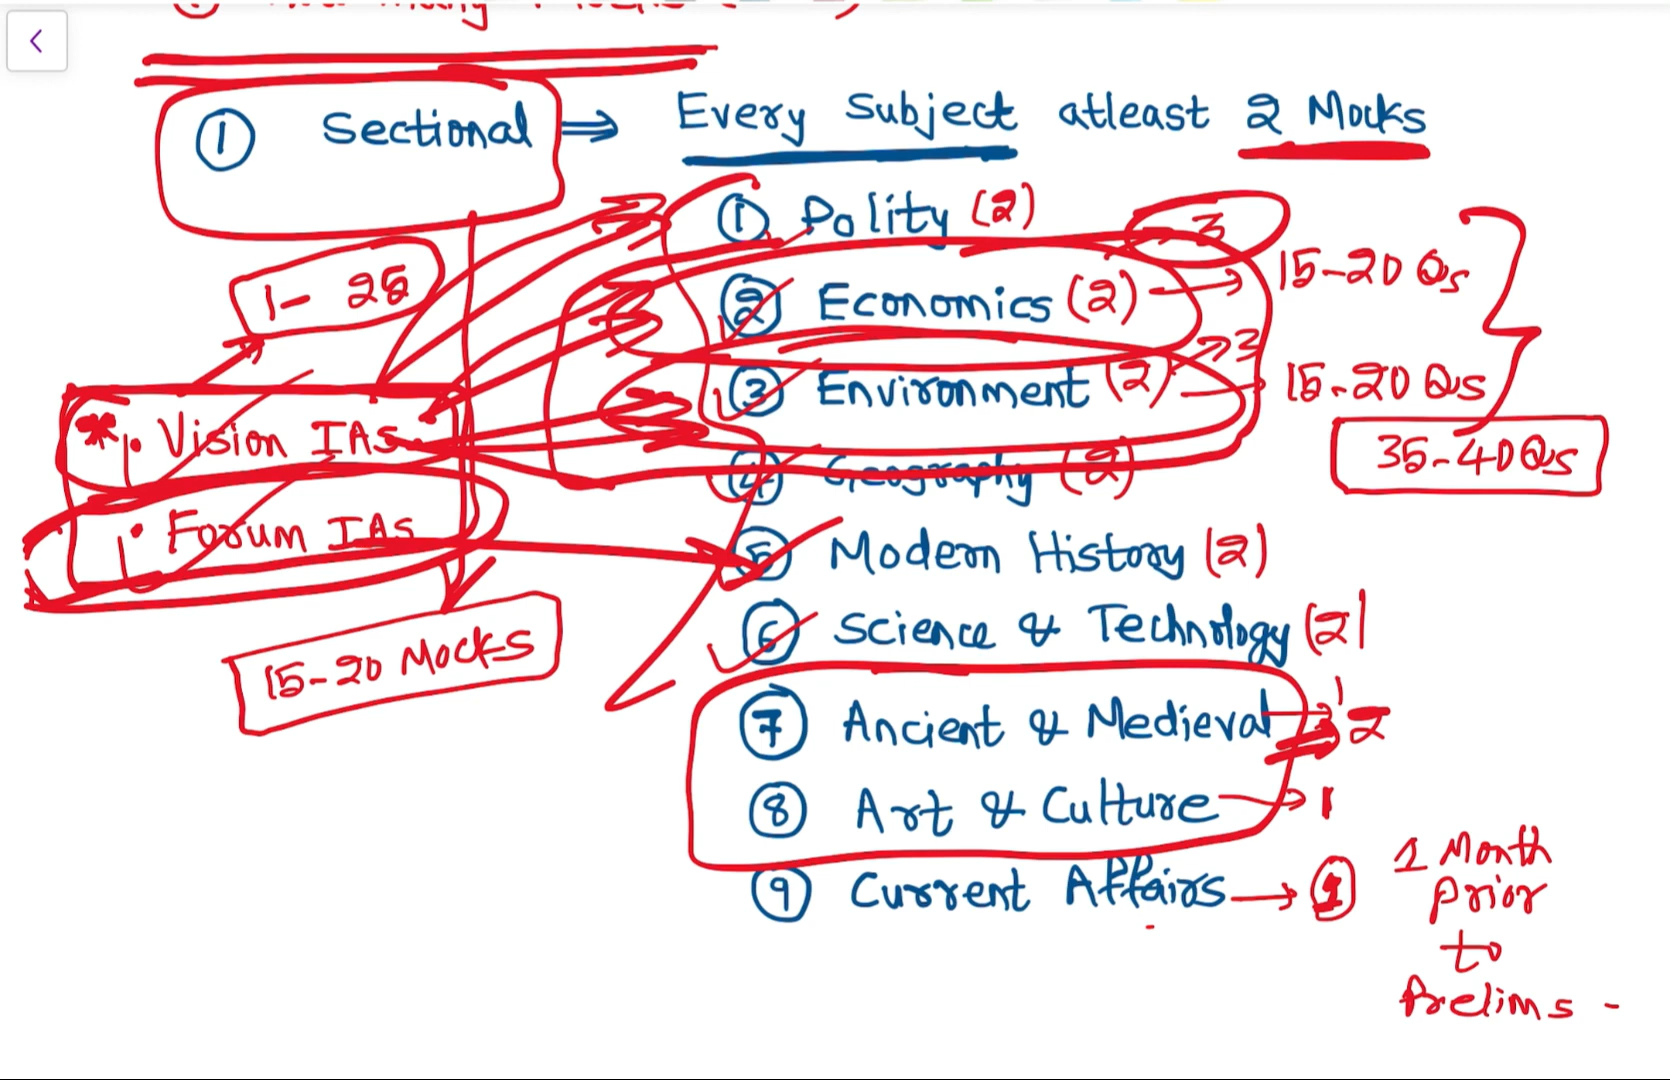 ① Sectional ⇒ Every Subject atleast 2 Mocks
① Polity (2) 3
② Economics (2) → 15-20 Qs
③ Environment (2) → 3 → 15-20 Qs
35-40 Qs
④ Geography (2)
⑤ Modern History (2)
⑥ Science & Technology (2)
⑦ Ancient & Medieval →
⑧ Art & Culture → 1
⑨ Current Affairs →
1 Month
Prior
to
Prelims -
1 -
Vision IAS
Forum IAS
15-20 Mocks